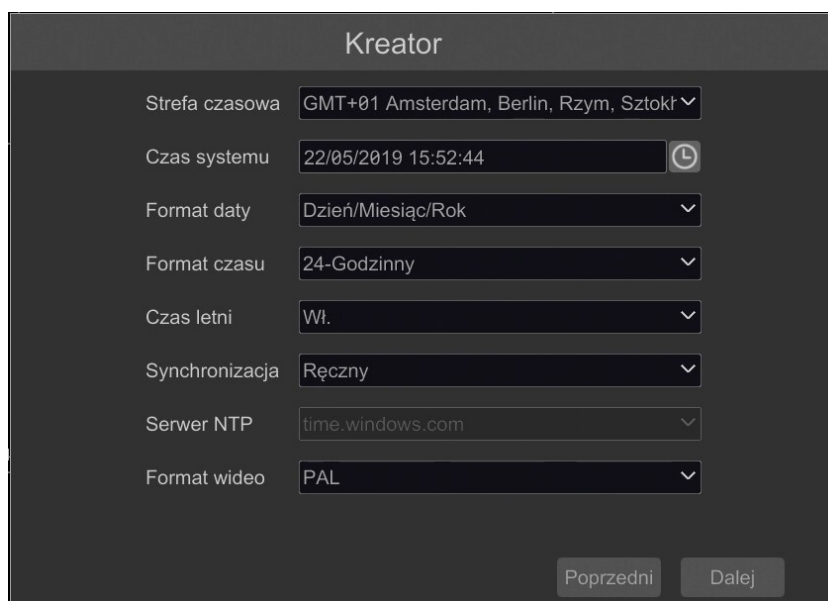 Kreator
Strefa czasowa GMT+01 Amsterdam, Berlin, Rzym, Sztokh
Czas systemu 22/05/2019 15:52:44
Format daty Dzień/Miesiąc/Rok
Format czasu 24-Godzinny
Czas letni Wł.
Synchronizacja Ręczny
Serwer NTP time.windows.com
Format wideo PAL
Poprzedni Dalej